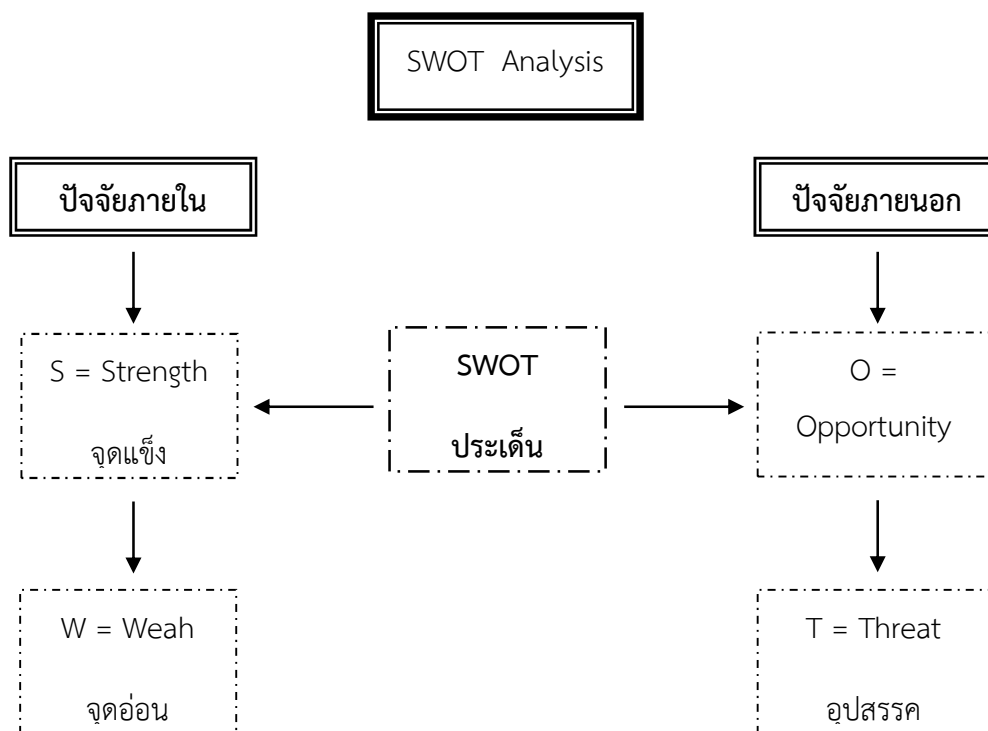 SWOT Analysis
ปัจจัยภายใน
ปัจจัยภายนอก
S = Strength
จุดแข็ง
SWOT
ประเด็น
O =
Opportunity
W = Weah
จุดอ่อน
T = Threat
อุปสรรค